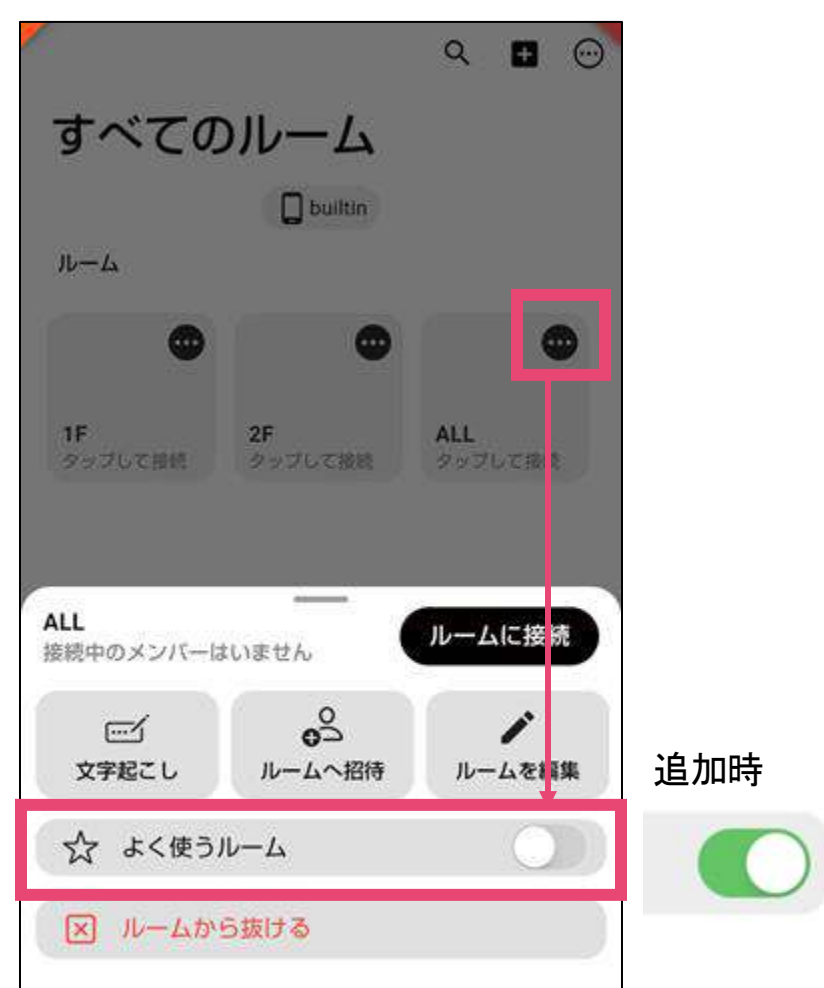 すべてのルーム
builtin
ルーム
1F
タップして接続
2F
タップして接続
ALL
タップして接続
ALL
接続中のメンバーはいません
ルームに接続
文字起こし
ルームへ招待
ルームを編集
追加時
よく使うルーム
ルームから抜ける